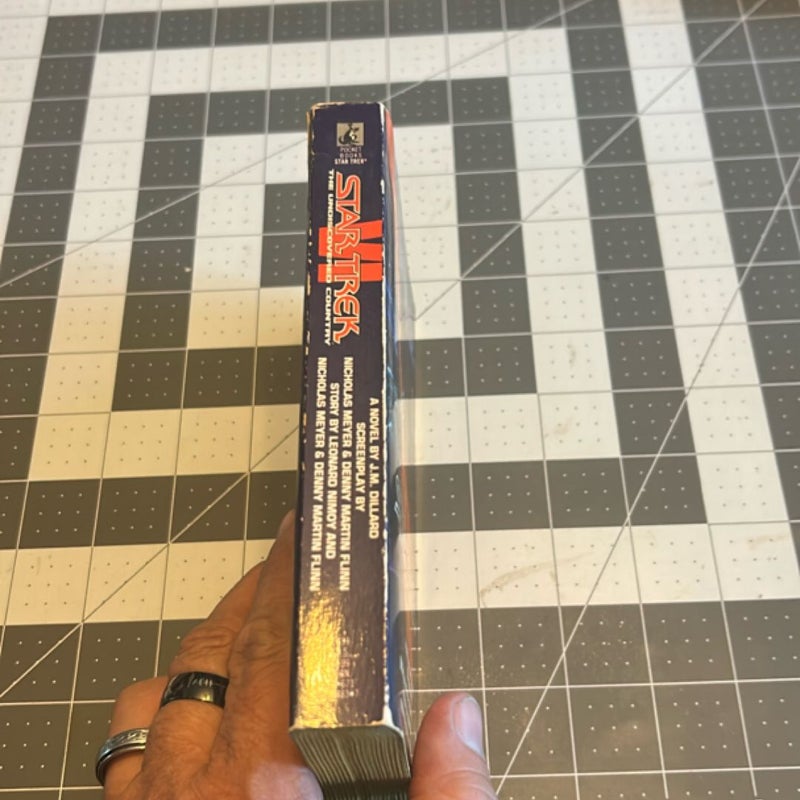 POCKET
BOOKS
STAR TREK®
STAR TREK
VI
THE UNDISCOVERED COUNTRY
A NOVEL BY J.M. DILLARD
SCREENPLAY BY
NICHOLAS MEYER & DENNY MARTIN FLINN
STORY BY LEONARD NIMOY AND
NICHOLAS MEYER & DENNY MARTIN FLINN